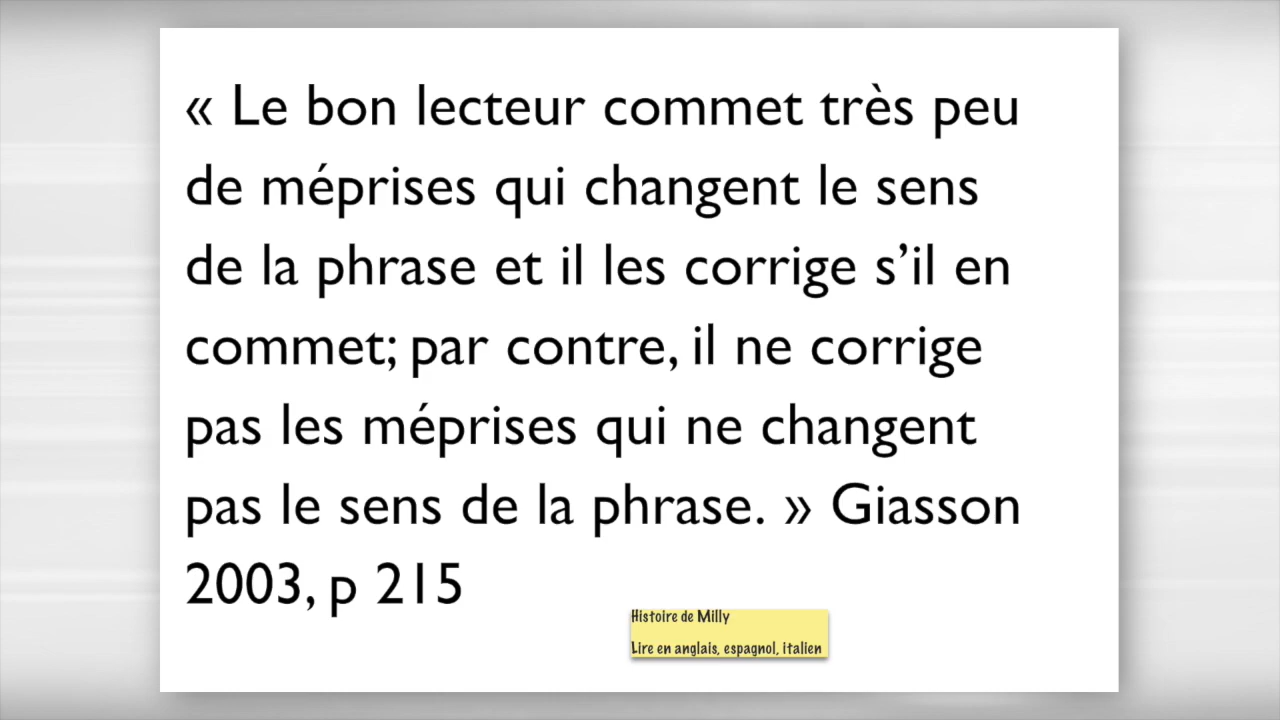 « Le bon lecteur commet très peu
de méprises qui changent le sens
de la phrase et il les corrige s’il en
commet; par contre, il ne corrige
pas les méprises qui ne changent
pas le sens de la phrase. » Giasson
2003, p 215
Histoire de Milly
Lire en anglais, espagnol, italien